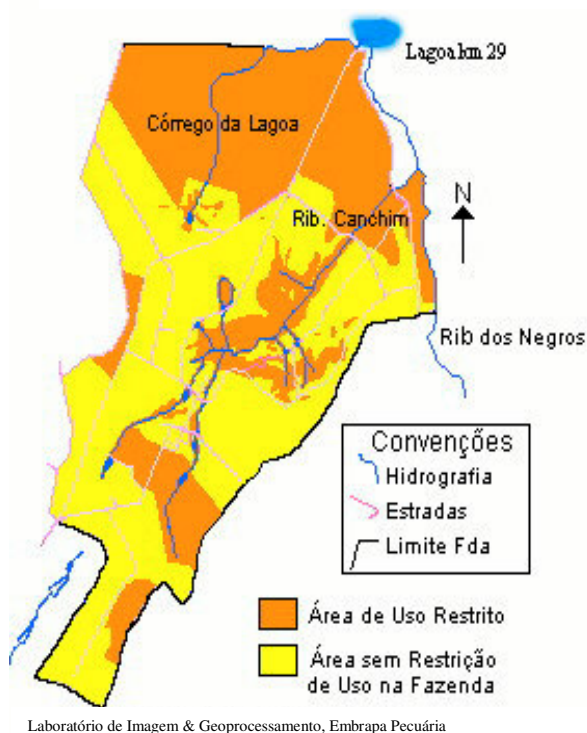 Lagoa km 29
Córrego da Lagoa
Rib. Canchim
N
Rib dos Negros
Convenções
Hidrografia
Estradas
Limite Fda
Área de Uso Restrito
Área sem Restrição
de Uso na Fazenda
Laboratório de Imagem & Geoprocessamento, Embrapa Pecuária